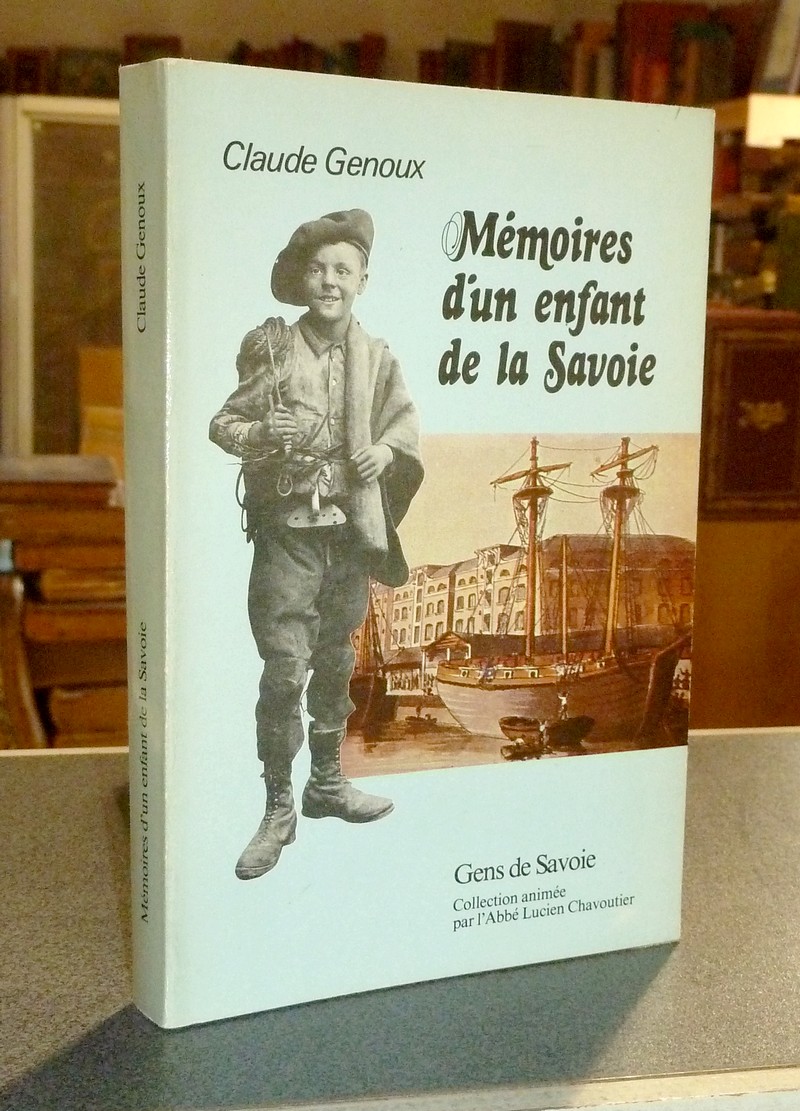 Claude Genoux
Mémoires
d'un enfant
de la Savoie
Gens de Savoie
Collection animée
par l'Abbé Lucien Chavoutier
Mémoires d'un enfant de la Savoie
Claude Genoux